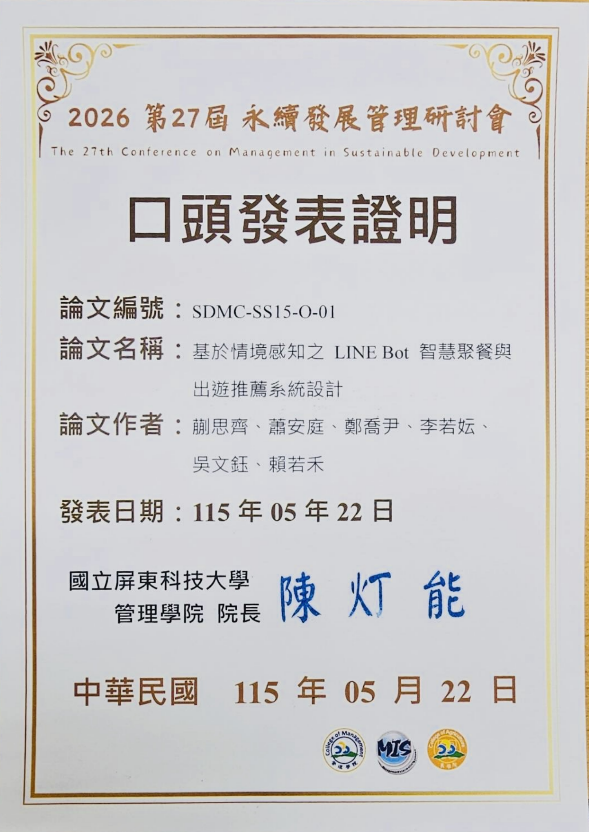 2026 第27屆 永續發展管理研討會
The 27th Conference on Management in Sustainable Development
口頭發表證明
論文編號：SDMC-SS15-O-01
論文名稱：基於情境感知之 LINE Bot 智慧聚餐與
出遊推薦系統設計
論文作者：蒯思齊、蕭安庭、鄭喬尹、李若妘、
吳文鈺、賴若禾
發表日期：115 年 05 年 22 日
國立屏東科技大學
管理學院 院長 陳灯能
中華民國 115 年 05 月 22 日
College of Management
MIS